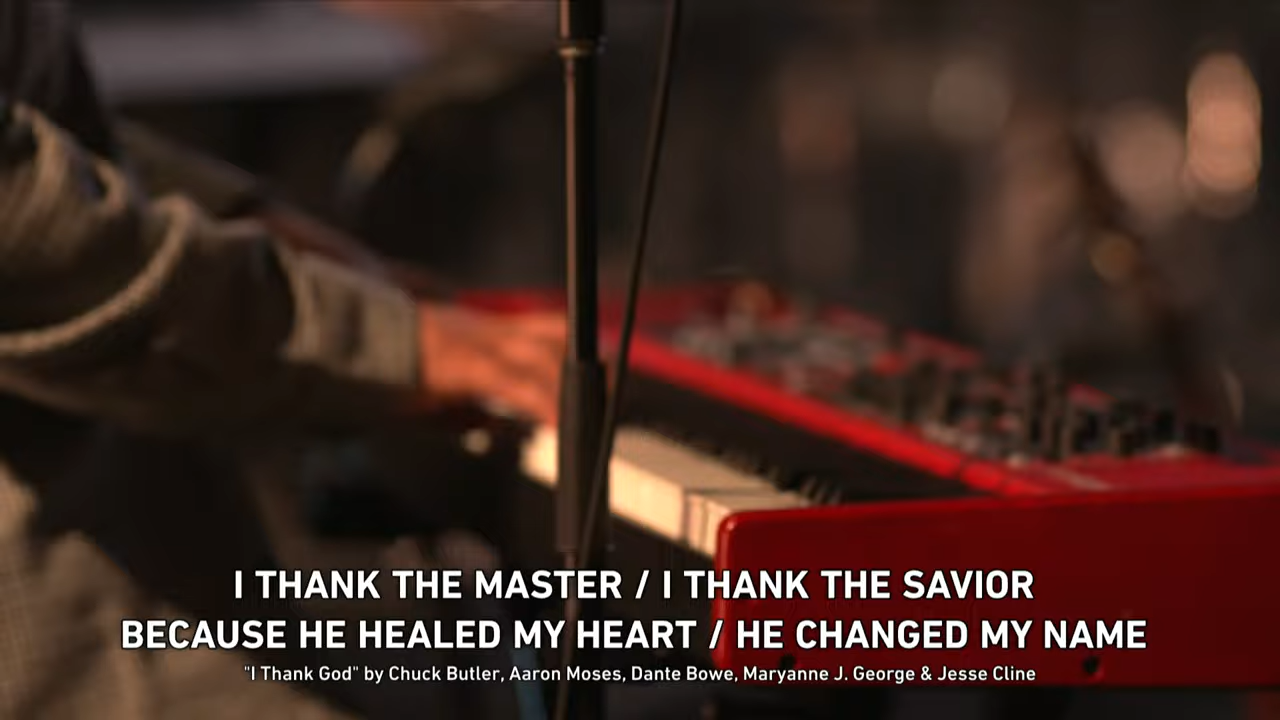 I THANK THE MASTER / I THANK THE SAVIOR
BECAUSE HE HEALED MY HEART / HE CHANGED MY NAME
"I Thank God" by Chuck Butler, Aaron Moses, Dante Bowe, Maryanne J. George & Jesse Cline